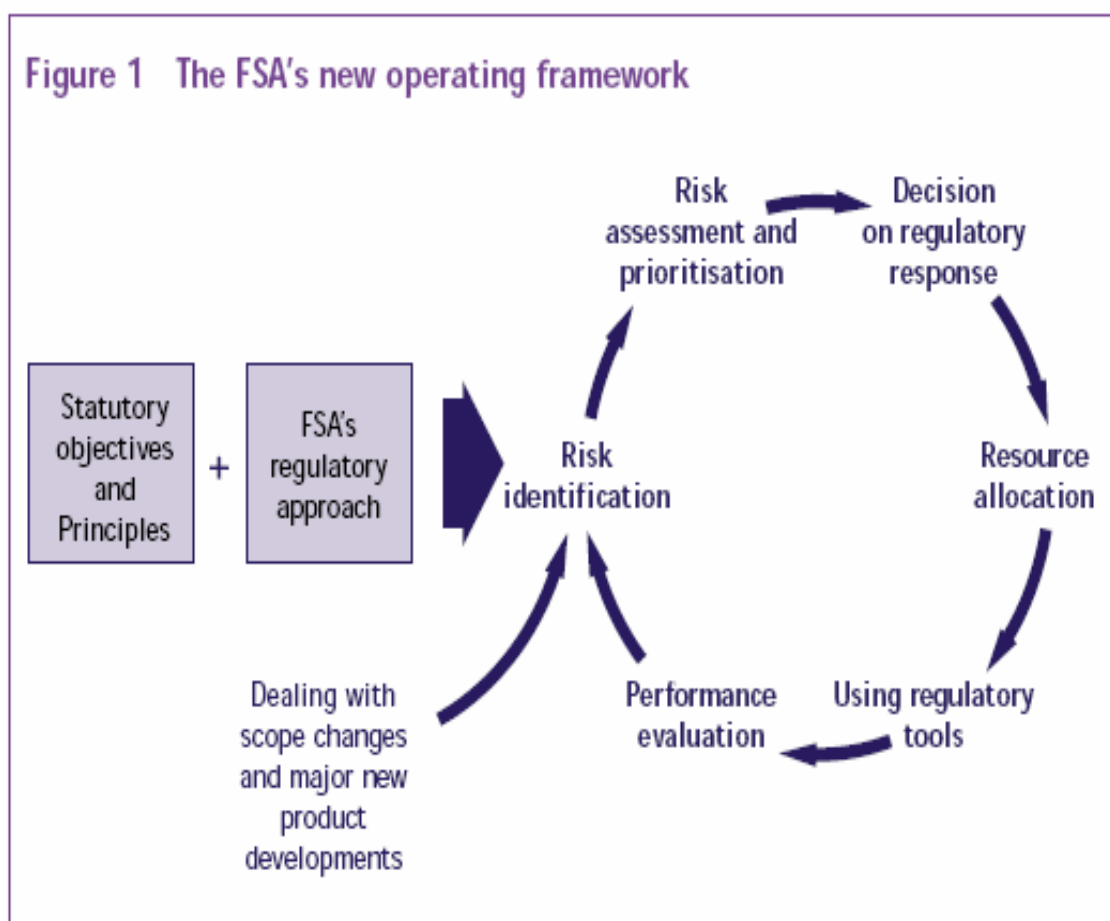 Figure 1 The FSA's new operating framework
Risk
assessment and
prioritisation
Decision
on regulatory
response
Statutory
objectives
and
Principles
+
FSA's
regulatory
approach
Risk
identification
Resource
allocation
Dealing with
scope changes
and major new
product
developments
Performance
evaluation
Using regulatory
tools